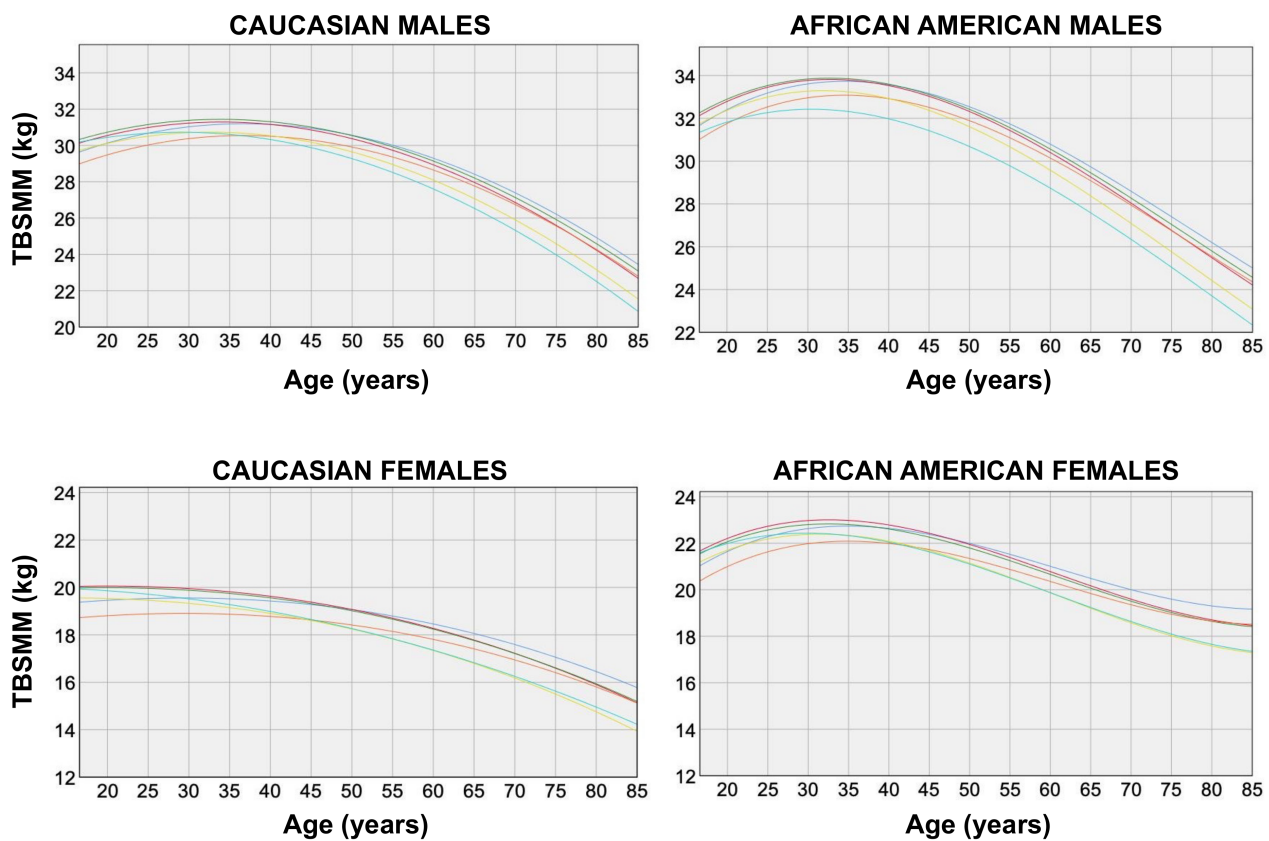 CAUCASIAN MALES
TBSMM (kg)
34
32
30
28
26
24
22
20
20 25 30 35 40 45 50 55 60 65 70 75 80 85
Age (years)
AFRICAN AMERICAN MALES
34
32
30
28
26
24
22
20 25 30 35 40 45 50 55 60 65 70 75 80 85
Age (years)
CAUCASIAN FEMALES
TBSMM (kg)
24
22
20
18
16
14
12
20 25 30 35 40 45 50 55 60 65 70 75 80 85
Age (years)
AFRICAN AMERICAN FEMALES
24
22
20
18
16
14
12
20 25 30 35 40 45 50 55 60 65 70 75 80 85
Age (years)